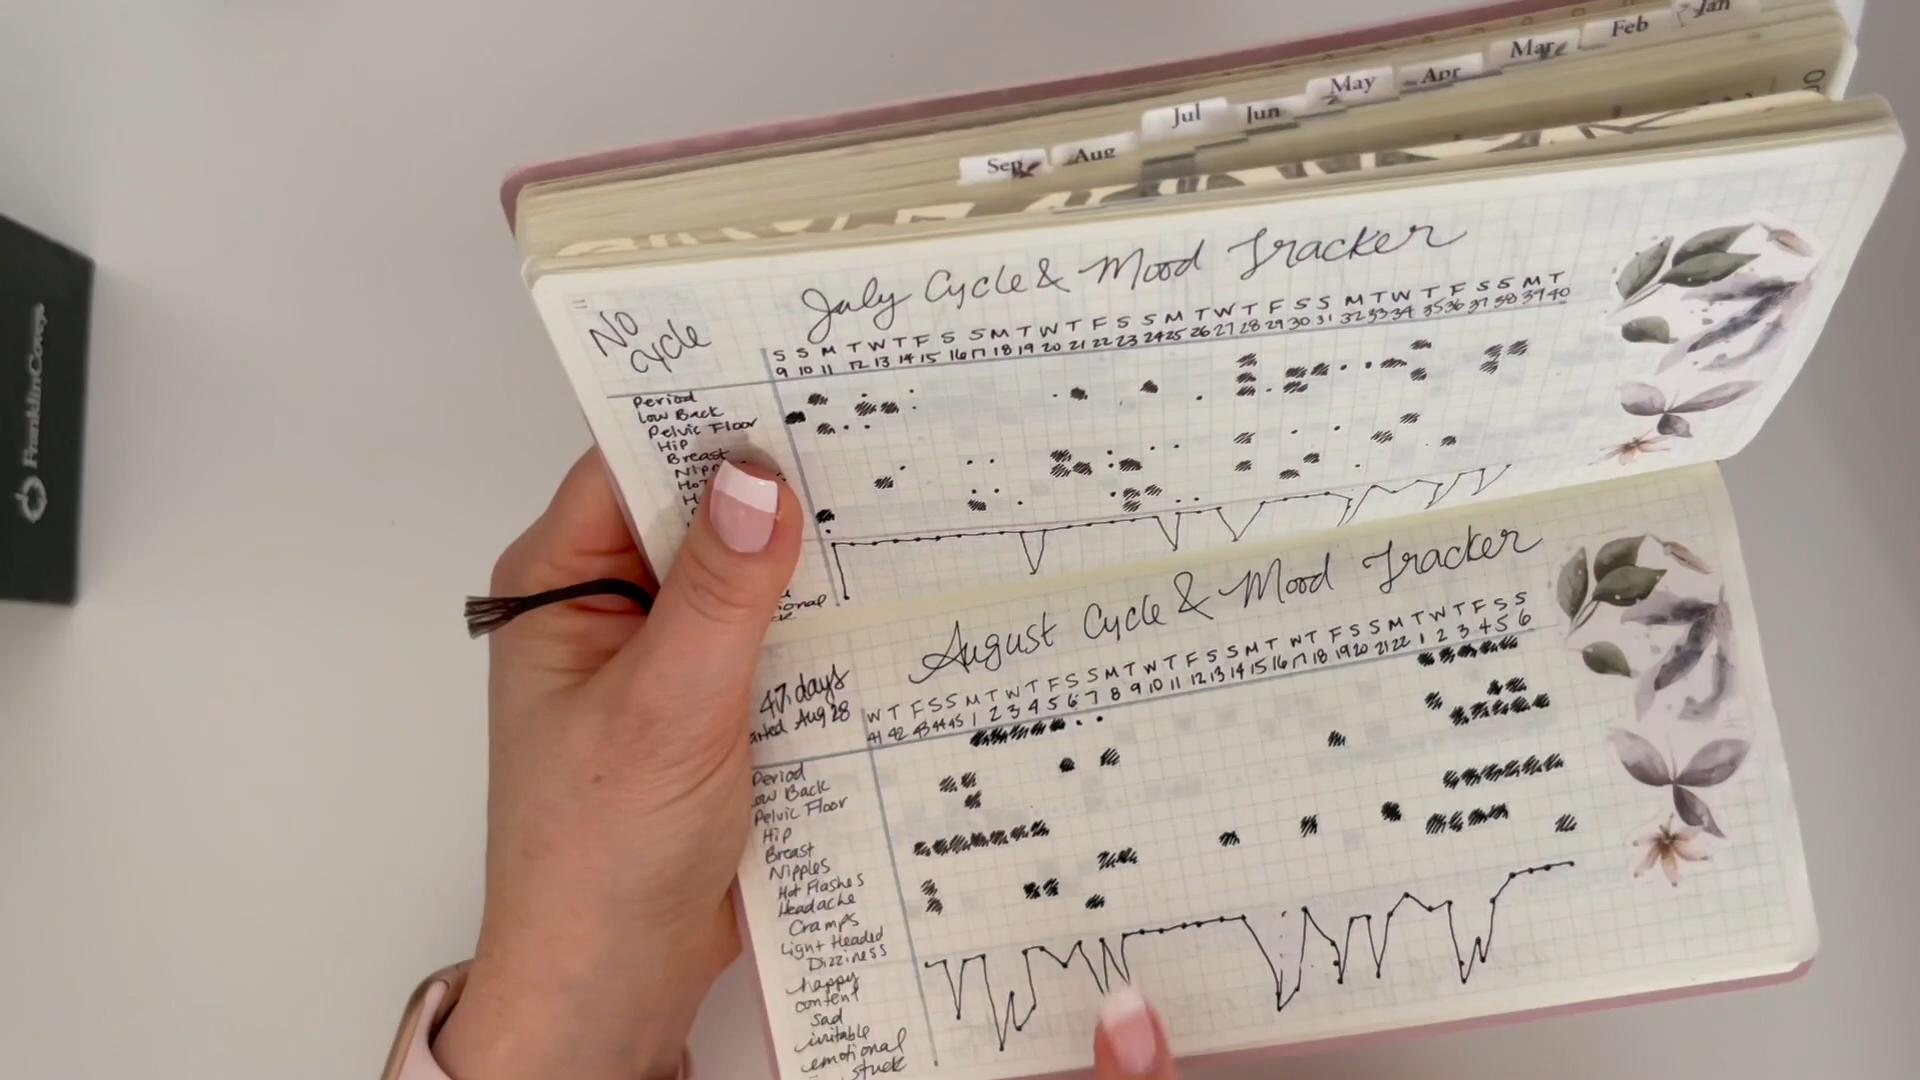 Jan
Feb
Mar
Apr
May
Jun
Jul
Aug
Sep
FranklinCovey
July Cycle & Mood Tracker
No
cycle
S S M T W T F S S M T W T F S S M T W T F S S M T W T F S S M T
9 10 11 12 13 14 15 16 17 18 19 20 21 22 23 24 25 26 27 28 29 30 31 32 33 34 35 36 37 38 39 40
Period
Low Back
Pelvic Floor
Hip
Breast
August Cycle & Mood Tracker
47 days
Aug 28
W T F S S M T W T F S S M T W T F S S M T W T F S S M T W T F S S
41 42 43 44 45 1 2 3 4 5 6 7 8 9 10 11 12 13 14 15 16 17 18 19 20 21 22 1 2 3 4 5 6
Period
Low Back
Pelvic Floor
Hip
Breast
Nipples
Hot Flashes
Headache
Cramps
Light Headed
Dizziness
happy
content
sad
irritable
emotional
stuck